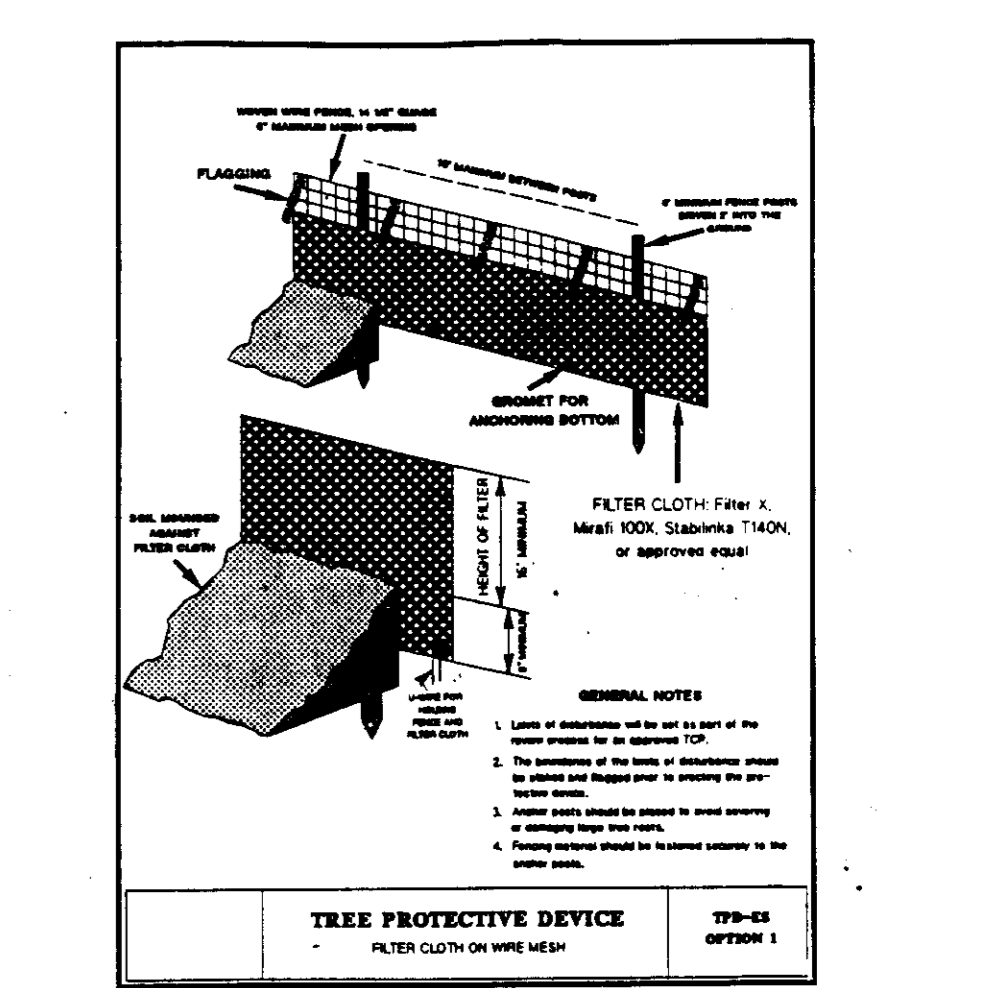 WOVEN WIRE FENCE, 14 1/2" GUAGE
6" MAXIMUM MESH OPENING
FLAGGING
10' MAXIMUM BETWEEN POSTS
MINIMUM FENCE POSTS
DRIVEN 2' INTO THE
GROUND
GROMET FOR
ANCHORING BOTTOM
FILTER CLOTH: Filter X,
Mirafi 100X, Stabilinka T140N,
or approved equal
SOIL MOUNDED
AGAINST
FILTER CLOTH
HEIGHT OF FILTER
MINIMUM
MINIMUM
U-WIRE FOR
HOLDING
FENCE AND
FILTER CLOTH
GENERAL NOTES
1. Limits of disturbance will be set as part of the
review process for an approved TCP.
2. The boundaries of the limits of disturbance should
be staked and flagged prior to erecting the pro-
tective device.
3. Anchor posts should be placed to avoid severing
or damaging large tree roots.
4. Fencing material should be fastened securely to the
anchor posts.
TREE PROTECTIVE DEVICE
FILTER CLOTH ON WIRE MESH
TPD-ES
OPTION 1